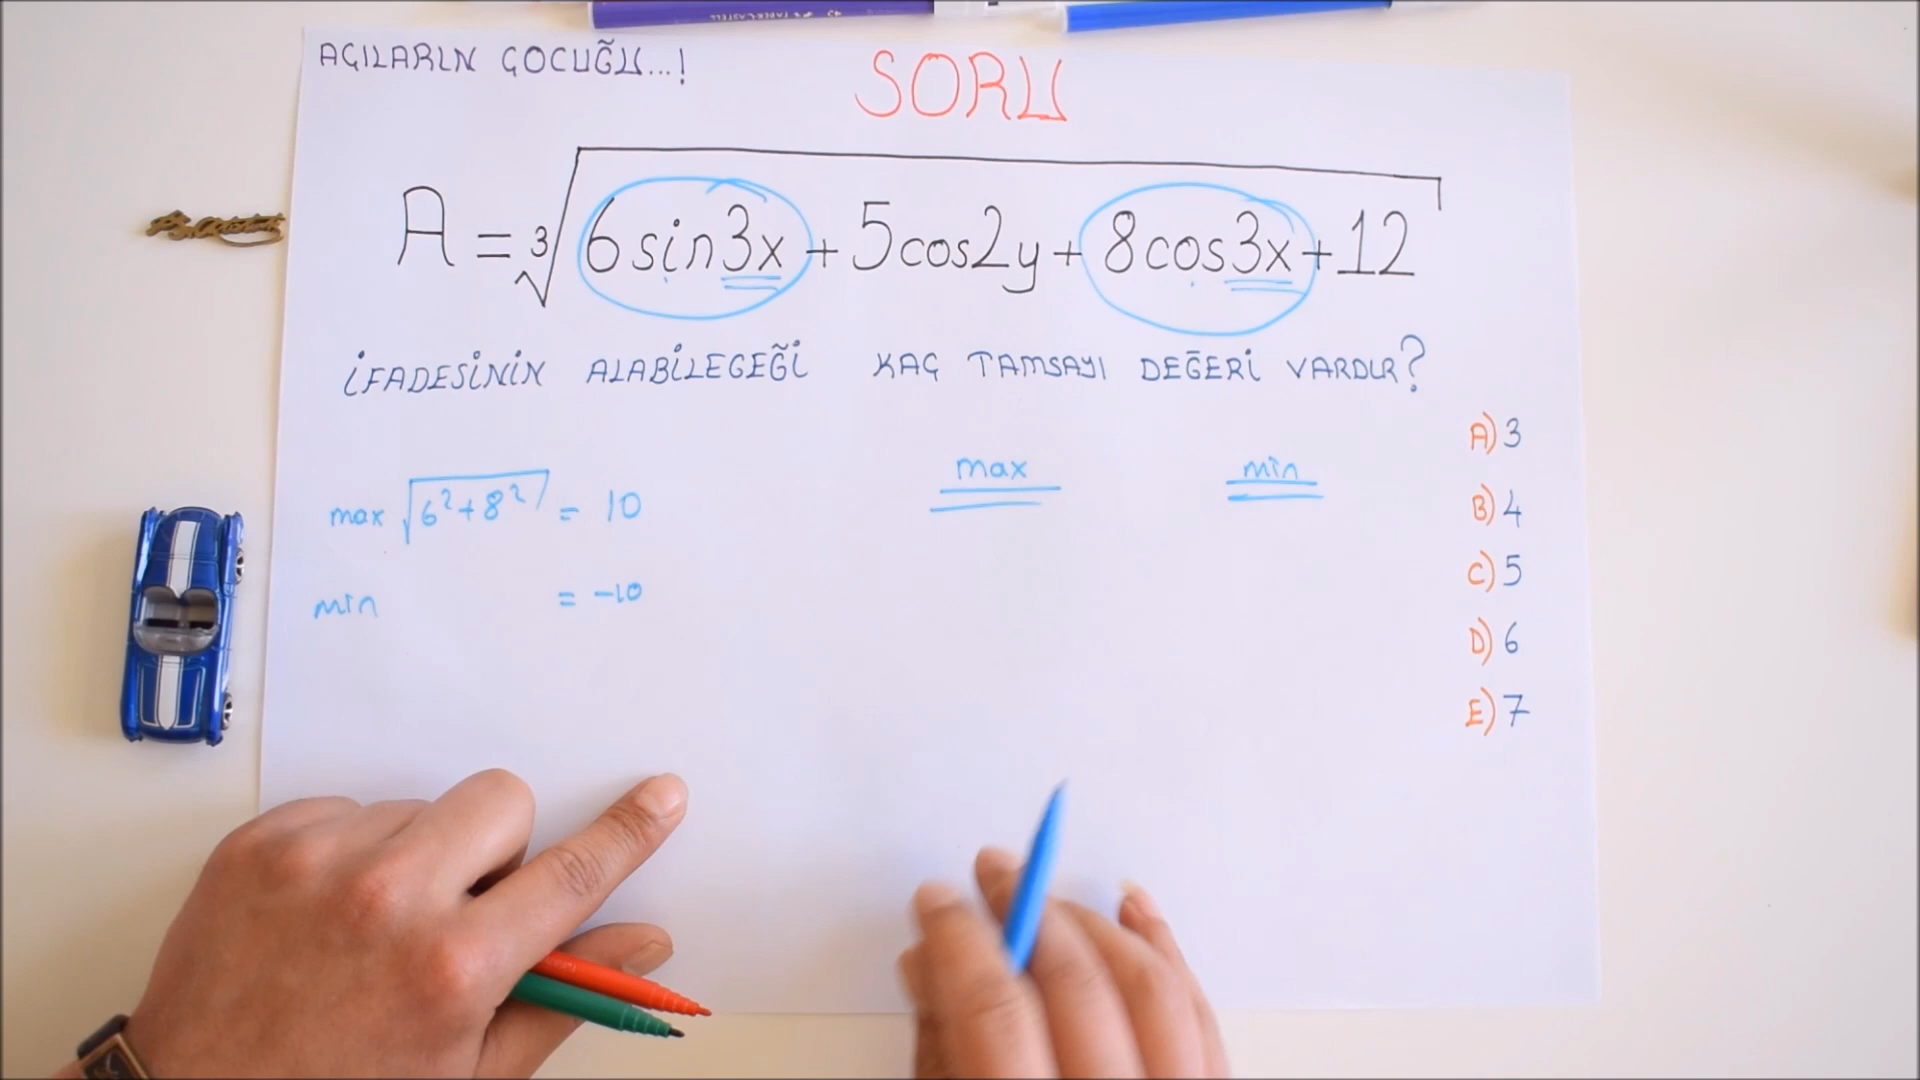 AÇILARIN ÇOCUĞU...!
SORU
A = ∛(6sin3x + 5cos2y + 8cos3x + 12)
İFADESİNİN ALABİLECEĞİ KAÇ TAMSAYI DEĞERİ VARDIR?
A) 3
max
min
max √(6²+8²) = 10
B) 4
C) 5
min = -10
D) 6
E) 7